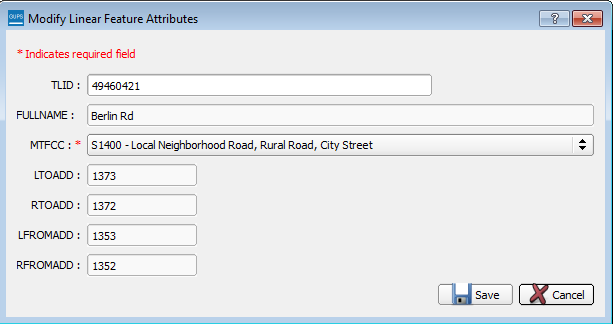 GUPS Modify Linear Feature Attributes ? X
* Indicates required field
TLID : 49460421
FULLNAME : Berlin Rd
MTFCC : * S1400 - Local Neighborhood Road, Rural Road, City Street
LTOADD : 1373
RTOADD : 1372
LFROMADD : 1353
RFROMADD : 1352
Save Cancel